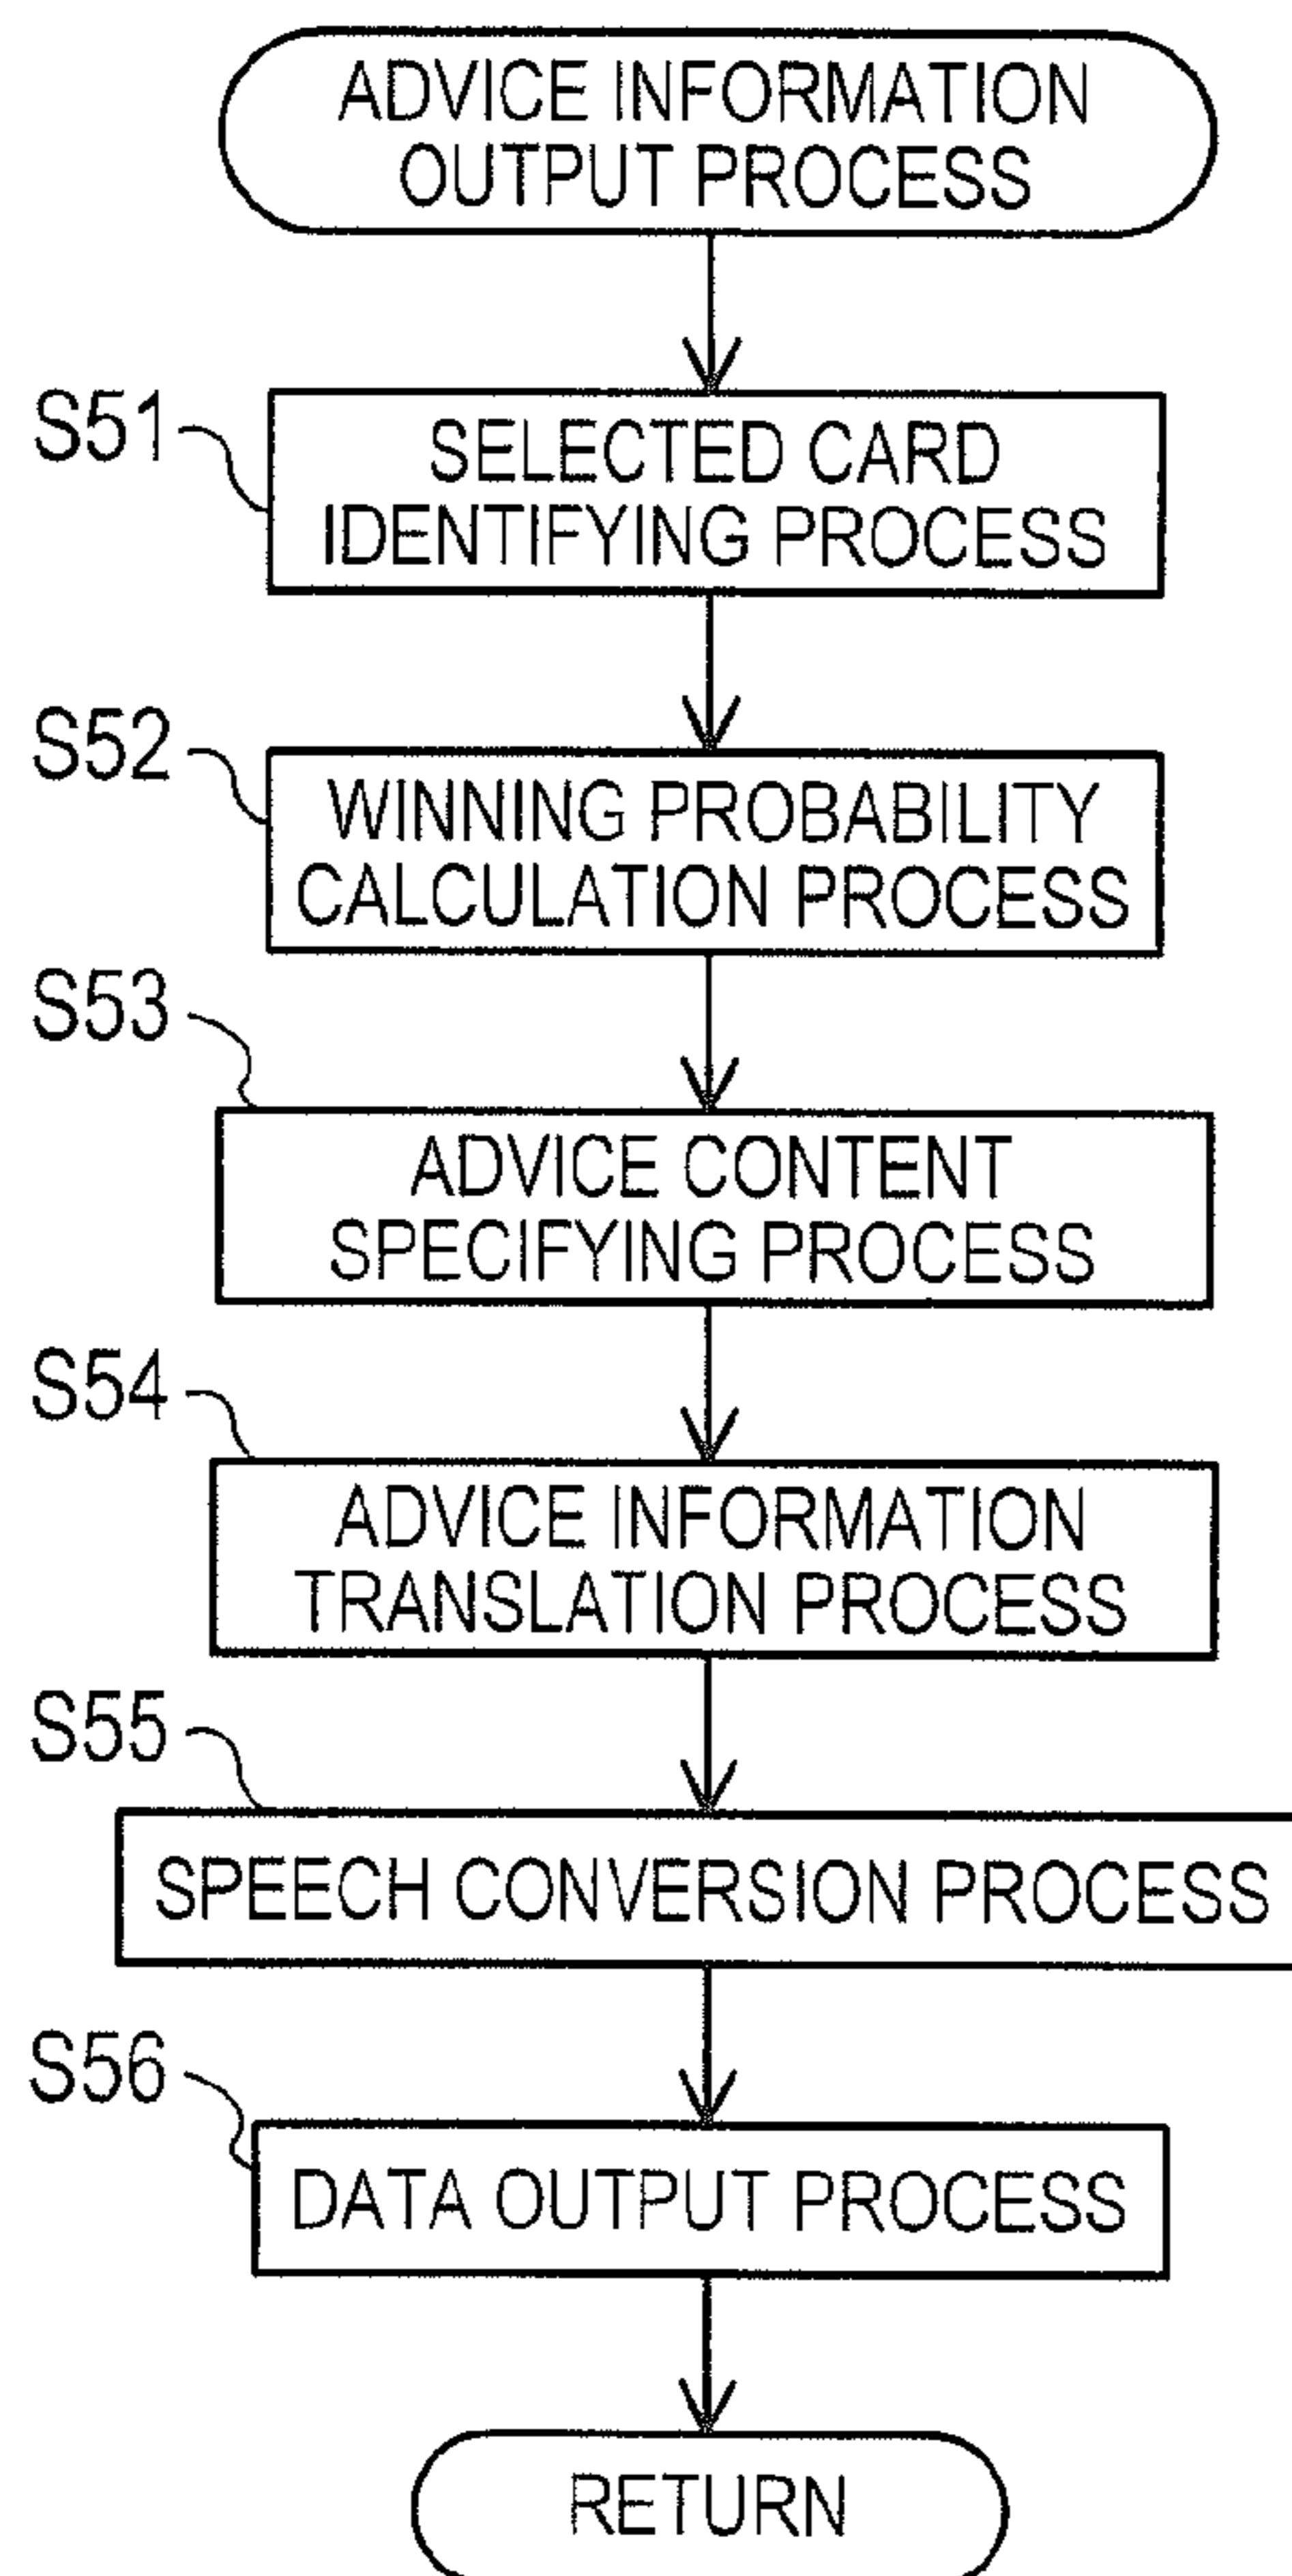 ADVICE INFORMATION
OUTPUT PROCESS
S51
SELECTED CARD
IDENTIFYING PROCESS
S52
WINNING PROBABILITY
CALCULATION PROCESS
S53
ADVICE CONTENT
SPECIFYING PROCESS
S54
ADVICE INFORMATION
TRANSLATION PROCESS
S55
SPEECH CONVERSION PROCESS
S56
DATA OUTPUT PROCESS
RETURN